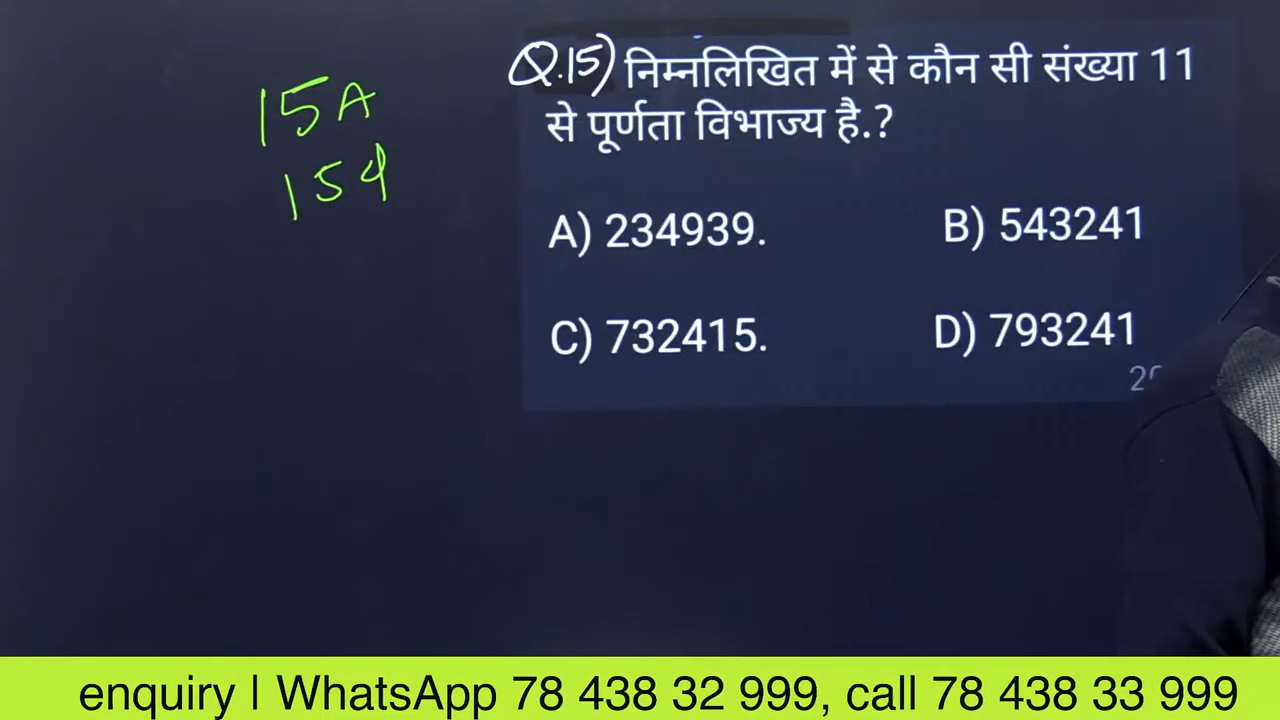 15A
154
Q.15) निम्नलिखित में से कौन सी संख्या 11
से पूर्णता विभाज्य है.?
A) 234939. B) 543241
C) 732415. D) 793241
enquiry | WhatsApp 78 438 32 999, call 78 438 33 999